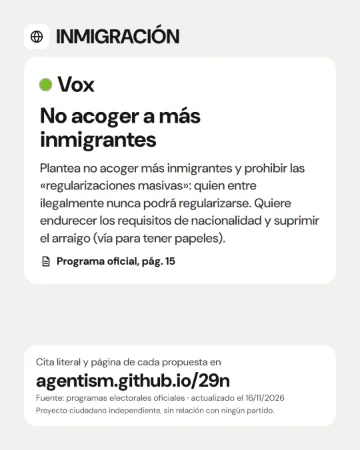 INMIGRACIÓN
Vox
No acoger a más
inmigrantes
Plantea no acoger más inmigrantes y prohibir las
«regularizaciones masivas»: quien entre
ilegalmente nunca podrá regularizarse. Quiere
endurecer los requisitos de nacionalidad y suprimir
el arraigo (vía para tener papeles).
Programa oficial, pág. 15
Cita literal y página de cada propuesta en
agentism.github.io/29n
Fuente: programas electorales oficiales · actualizado el 16/11/2026
Proyecto ciudadano independiente, sin relación con ningún partido.